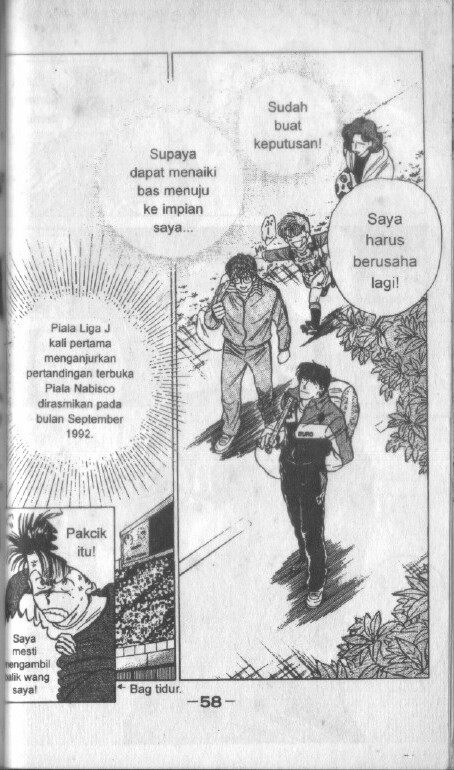 Sudah
buat
keputusan!
Supaya
dapat menaiki
bas menuju
ke impian
saya...
Saya
harus
berusaha
lagi!
Piala Liga J
kali pertama
menganjurkan
pertandingan terbuka
Piala Nabisco
dirasmikan pada
bulan September
1992.
Pakcik
itu!
Saya
mesti
mengambil
balik wang
saya!
Bag tidur.
-58-